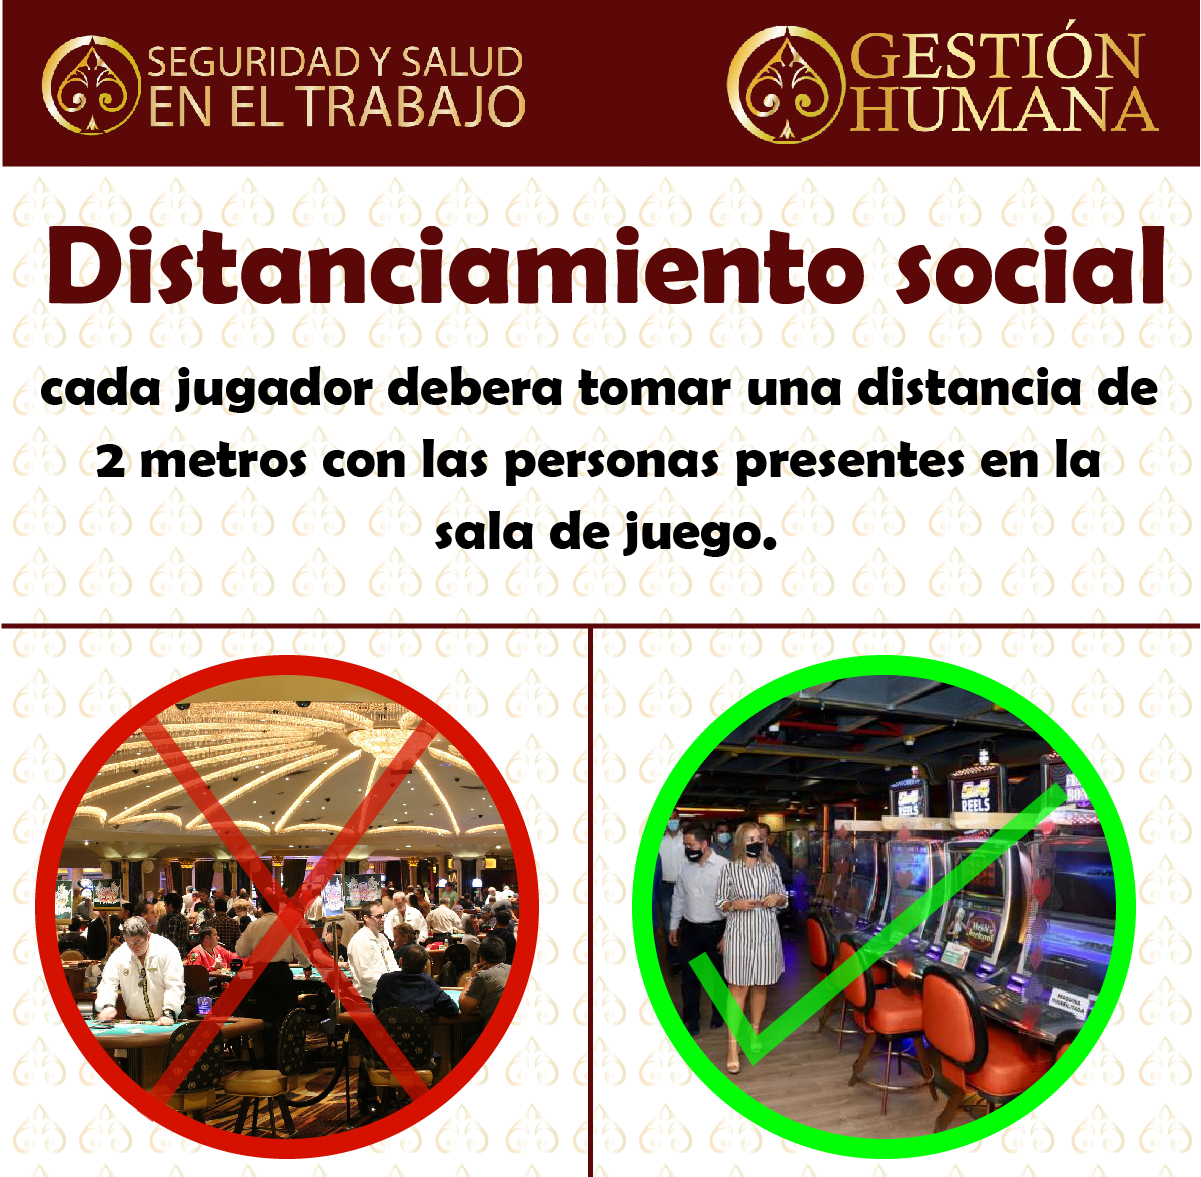 SEGURIDAD Y SALUD
EN EL TRABAJO
GESTIÓN
HUMANA
Distanciamiento social
cada jugador debera tomar una distancia de
2 metros con las personas presentes en la
sala de juego.
REELS